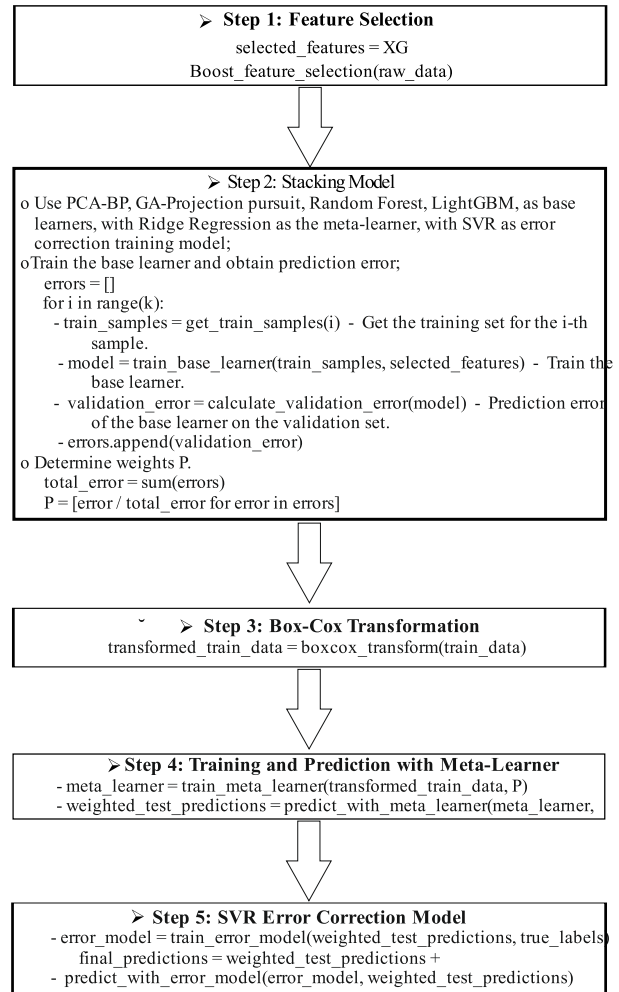 ➢ Step 1: Feature Selection
selected_features = XG
Boost_feature_selection(raw_data)
➢ Step 2: Stacking Model
o Use PCA-BP, GA-Projection pursuit, Random Forest, LightGBM, as base
learners, with Ridge Regression as the meta-learner, with SVR as error
correction training model;
oTrain the base learner and obtain prediction error;
errors = []
for i in range(k):
- train_samples = get_train_samples(i) - Get the training set for the i-th
sample.
- model = train_base_learner(train_samples, selected_features) - Train the
base learner.
- validation_error = calculate_validation_error(model) - Prediction error
of the base learner on the validation set.
- errors.append(validation_error)
o Determine weights P.
total_error = sum(errors)
P = [error / total_error for error in errors]
˘ ➢ Step 3: Box-Cox Transformation
transformed_train_data = boxcox_transform(train_data)
➢ Step 4: Training and Prediction with Meta-Learner
- meta_learner = train_meta_learner(transformed_train_data, P)
- weighted_test_predictions = predict_with_meta_learner(meta_learner,
➢ Step 5: SVR Error Correction Model
- error_model = train_error_model(weighted_test_predictions, true_labels)
final_predictions = weighted_test_predictions +
- predict_with_error_model(error_model, weighted_test_predictions)